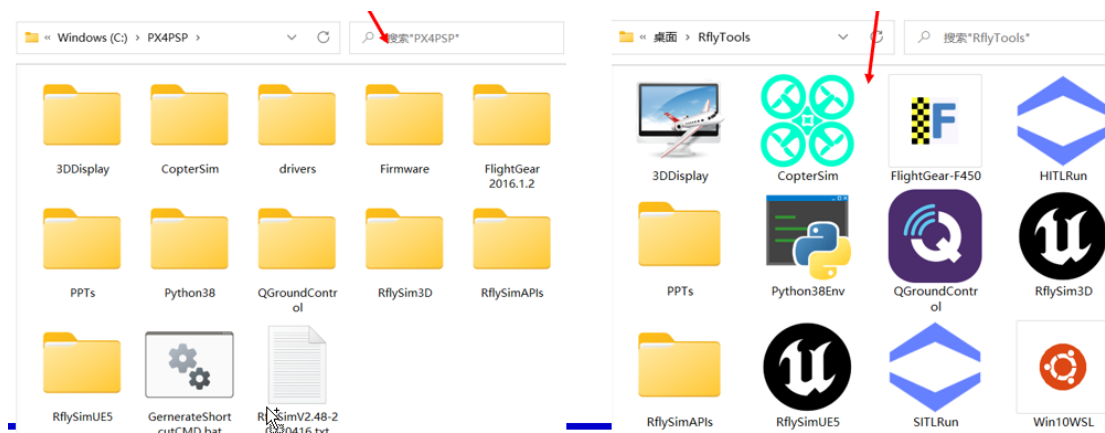 « Windows (C:) › PX4PSP ›
搜索"PX4PSP"
3DDisplay
CopterSim
drivers
Firmware
FlightGear
2016.1.2
PPTs
Python38
QGroundContr
ol
RflySim3D
RflySimAPIs
RflySimUE5
GernerateShort
cutCMD.bat
SimV2.48-2
0416.txt
« 桌面 › RflyTools
搜索"RflyTools"
3DDisplay
CopterSim
FlightGear-F450
HITLRun
PPTs
Python38Env
QGroundContr
ol
RflySim3D
RflySimAPIs
RflySimUE5
SITLRun
Win10WSL